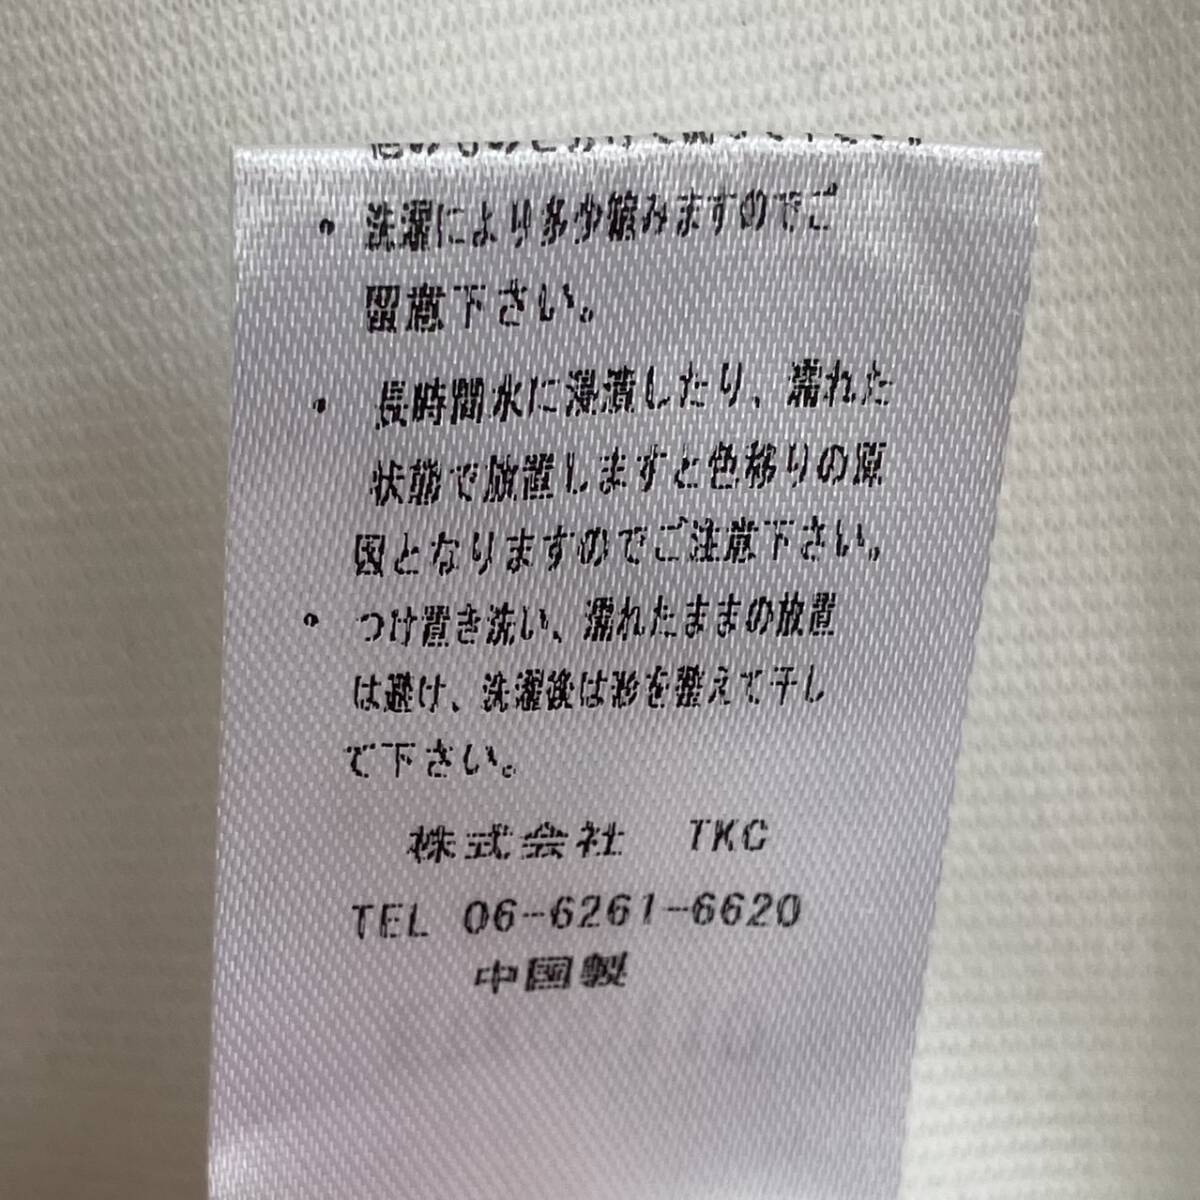 ・洗濯により多少縮みますのでご
留意下さい。
・長時間水に浸漬したり、濡れた
状態で放置しますと色移りの原
因となりますのでご注意下さい。
・つけ置き洗い、濡れたままの放置
は避け、洗濯後は形を整えて干し
て下さい。
株式会社 TKC
TEL 06-6261-6620
中国製